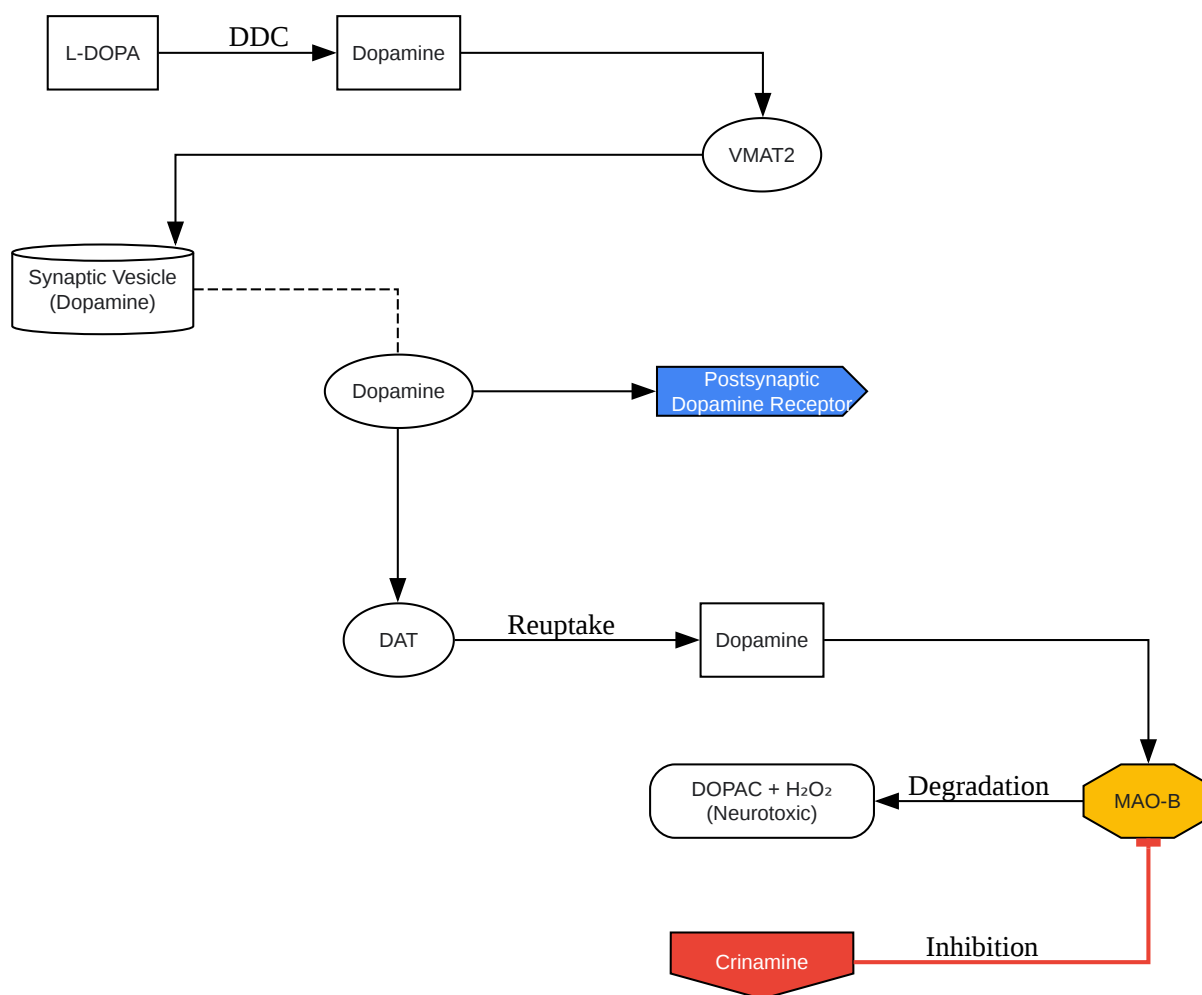 L-DOPA
DDC
Dopamine
VMAT2
Synaptic Vesicle
(Dopamine)
Dopamine
Postsynaptic
Dopamine Receptor
DAT
Reuptake
Dopamine
DOPAC + H₂O₂
(Neurotoxic)
Degradation
MAO-B
Crinamine
Inhibition